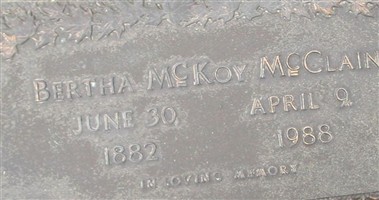 BERTHA MCKOY MCCLAIN
JUNE 30 APRIL 9
1882 1988
IN LOVING MEMORY